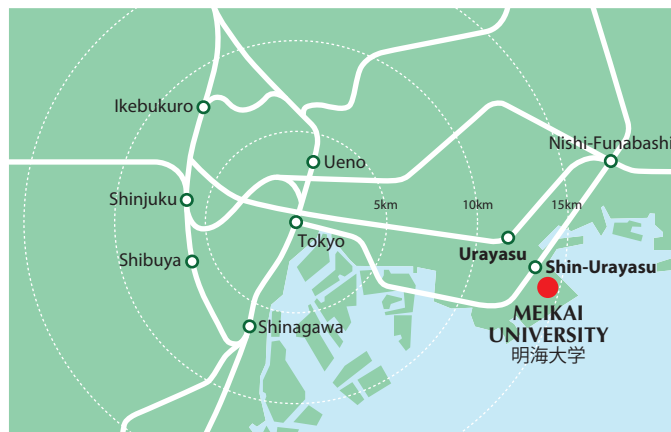 Ikebukuro
Nishi-Funabashi
Ueno
Shinjuku
5km
10km
15km
Tokyo
Urayasu
Shibuya
Shin-Urayasu
MEIKAI
UNIVERSITY
明海大学
Shinagawa